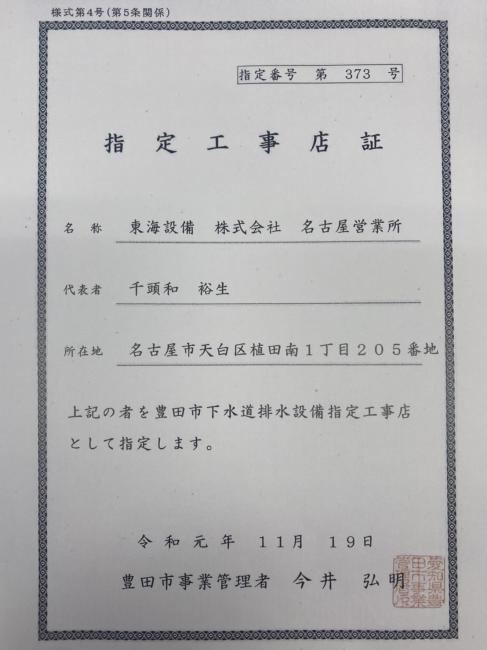 様式第4号(第5条関係)
指定番号 第 373 号
指定工事店証
名 称 東海設備 株式会社 名古屋営業所
代表者 千頭和 裕生
所在地 名古屋市天白区植田南1丁目205番地
上記の者を豊田市下水道排水設備指定工事店
として指定します。
令和元年 11月 19日
豊田市事業管理者 今井 弘明